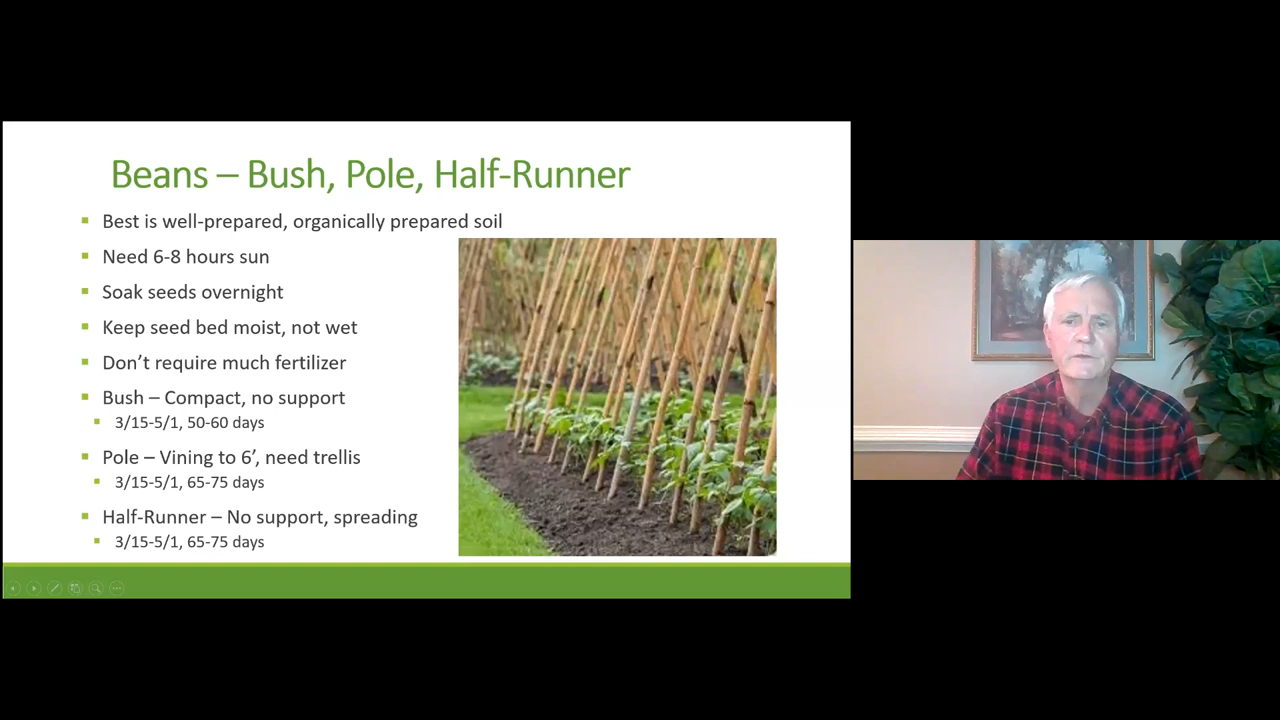 Beans – Bush, Pole, Half-Runner
Best is well-prepared, organically prepared soil
Need 6-8 hours sun
Soak seeds overnight
Keep seed bed moist, not wet
Don’t require much fertilizer
Bush – Compact, no support
3/15-5/1, 50-60 days
Pole – Vining to 6’, need trellis
3/15-5/1, 65-75 days
Half-Runner – No support, spreading
3/15-5/1, 65-75 days